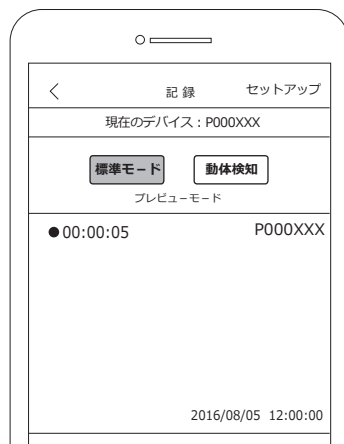 記 録 セットアップ
現在のデバイス：P000XXX
標準モード 動体検知
プレビューモード
●00:00:05 P000XXX
2016/08/05 12:00:00